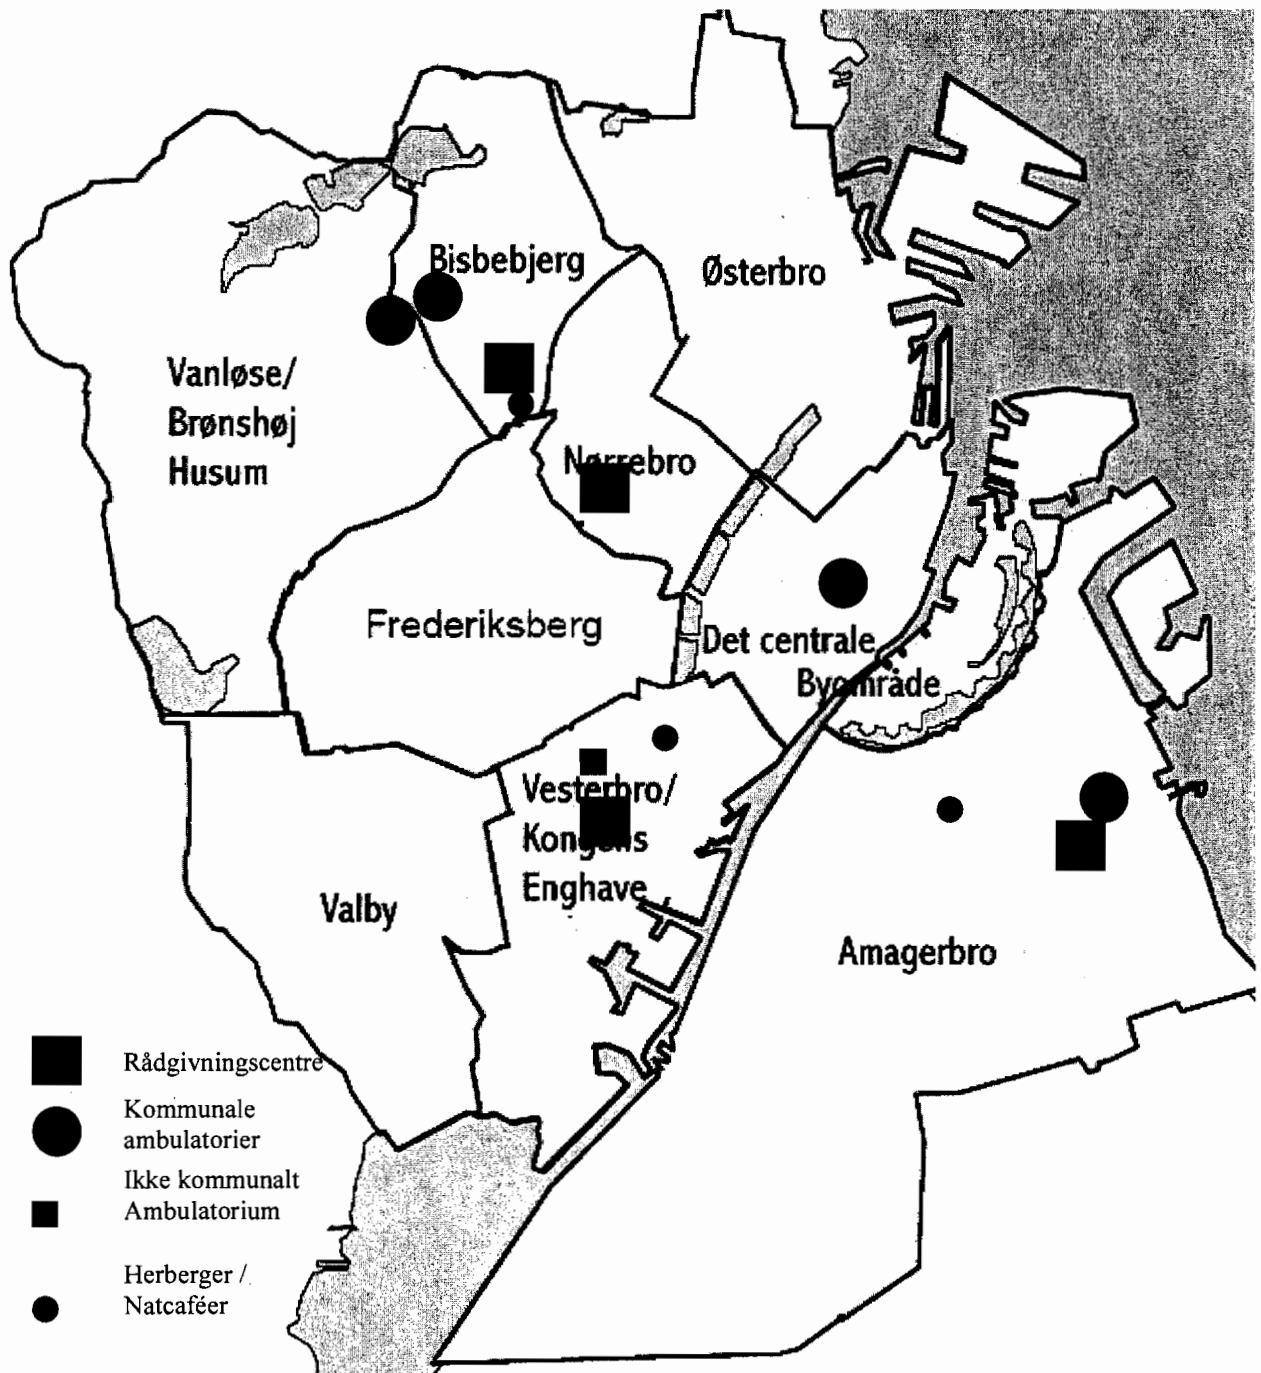 Bisbebjerg
Østerbro
Vanløse/
Brønshøj
Husum
Nørrebro
Frederiksberg
Det centrale
Byområde
Vesterbro/
Kongens
Enghave
Valby
Amagerbro
Rådgivningscentre
Kommunale
ambulatorier
Ikke kommunalt
Ambulatorium
Herberger /
Natcaféer